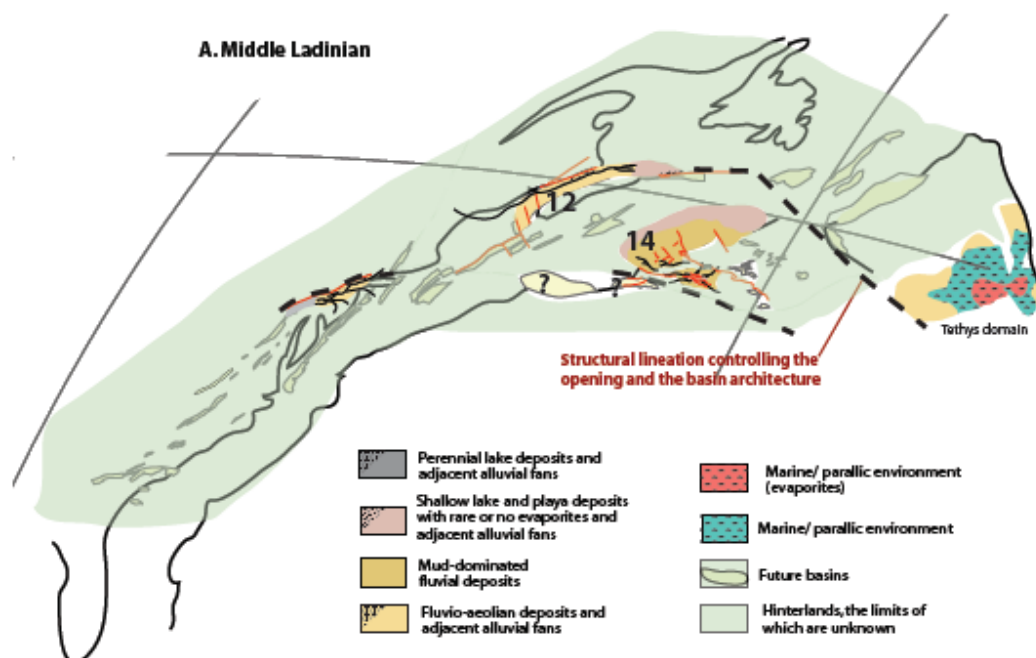 A. Middle Ladinian
12
14
?
?
Tethys domain
Structural lineation controlling the
opening and the basin architecture
Perennial lake deposits and
adjacent alluvial fans
Shallow lake and playa deposits
with rare or no evaporites and
adjacent alluvial fans
Mud-dominated
fluvial deposits
Fluvio-aeolian deposits and
adjacent alluvial fans
Marine/ parallic environment
(evaporites)
Marine/ parallic environment
Future basins
Hinterlands, the limits of
which are unknown